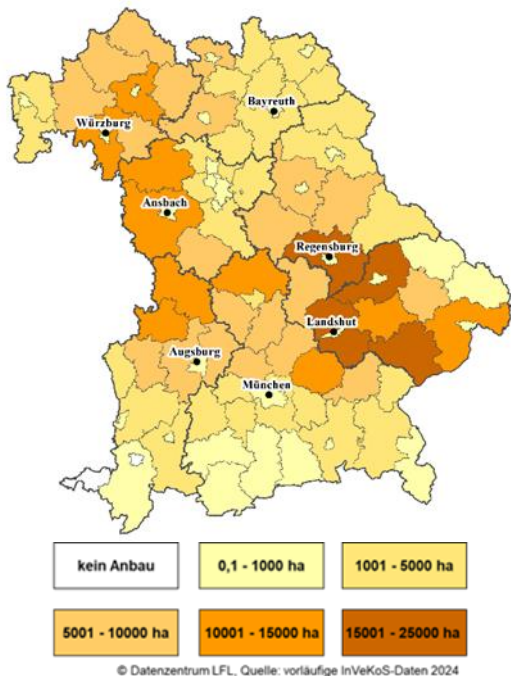 Bayreuth
Würzburg
Ansbach
Regensburg
Landshut
Augsburg
München
kein Anbau
0,1 - 1000 ha
1001 - 5000 ha
5001 - 10000 ha
10001 - 15000 ha
15001 - 25000 ha
© Datenzentrum LFL, Quelle: vorläufige InVeKoS-Daten 2024